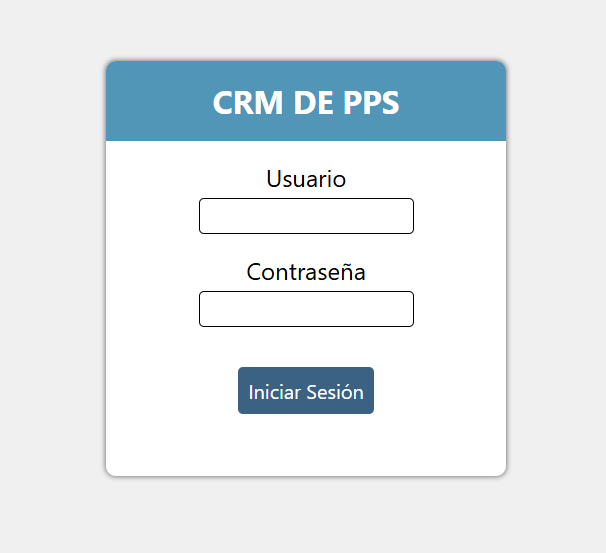 CRM DE PPS
Usuario
Contraseña
Iniciar Sesión